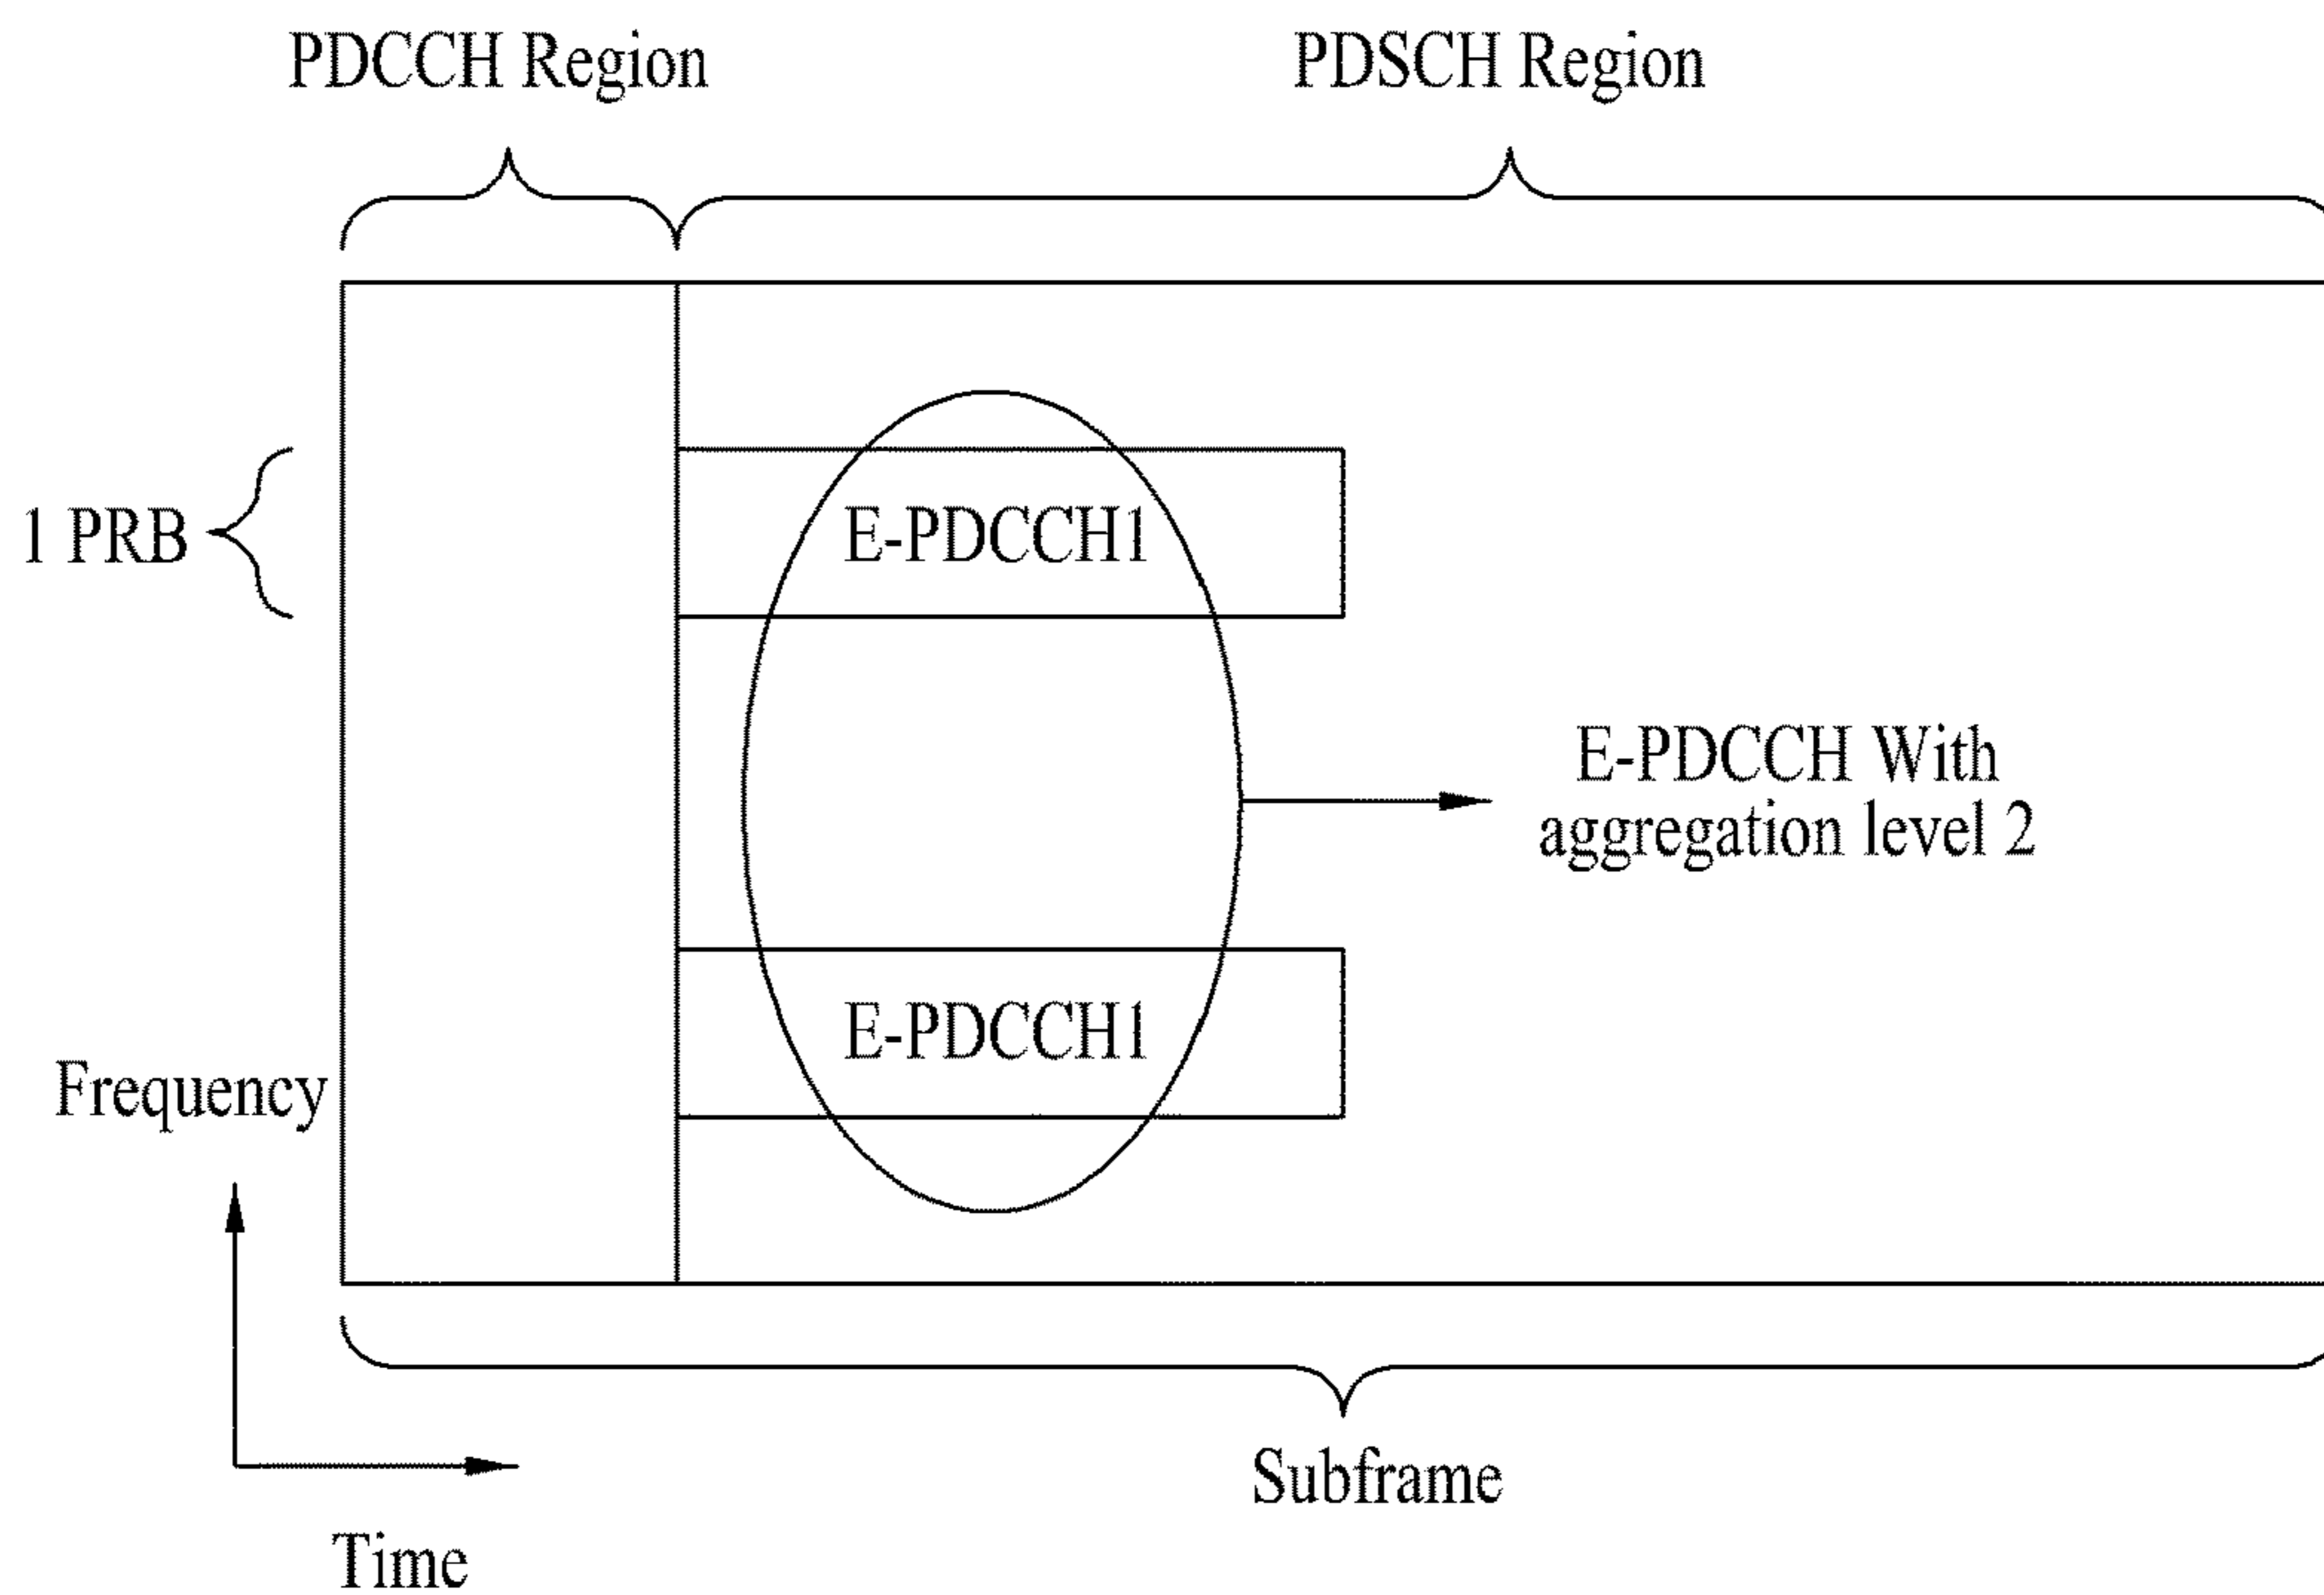 PDCCH Region
PDSCH Region
1 PRB
E-PDCCH1
E-PDCCH With
aggregation level 2
E-PDCCH1
Frequency
Time
Subframe